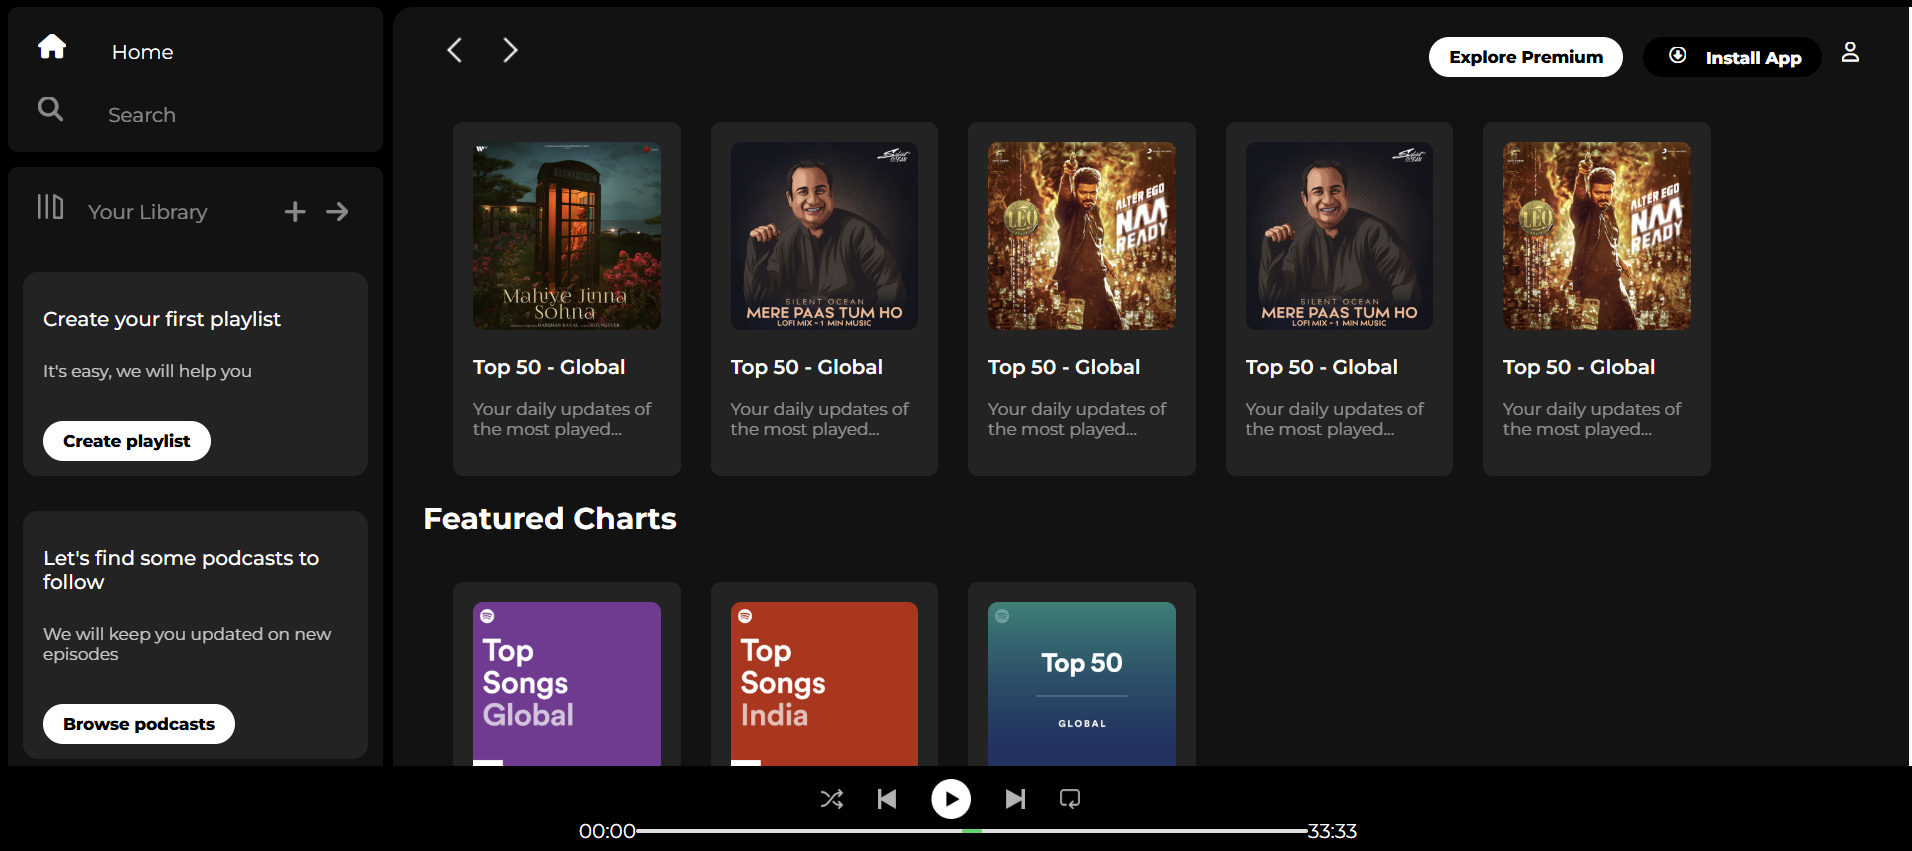 Home
Search
Your Library
Create your first playlist
It's easy, we will help you
Create playlist
Let's find some podcasts to
follow
We will keep you updated on new
episodes
Browse podcasts
Explore Premium
Install App
TELEPHONE
Mahiye Jinna
Sohna
Top 50 - Global
Your daily updates of
the most played...
Silent
OCEAN
SILENT OCEAN
MERE PAAS TUM HO
LOFI MIX - 1 MIN MUSIC
Top 50 - Global
Your daily updates of
the most played...
LEO
ALTER EGO
NAA
READY
Top 50 - Global
Your daily updates of
the most played...
Silent
OCEAN
SILENT OCEAN
MERE PAAS TUM HO
LOFI MIX - 1 MIN MUSIC
Top 50 - Global
Your daily updates of
the most played...
LEO
ALTER EGO
NAA
READY
Top 50 - Global
Your daily updates of
the most played...
Featured Charts
Top
Songs
Global
Top
Songs
India
Top 50
GLOBAL
00:00
33:33